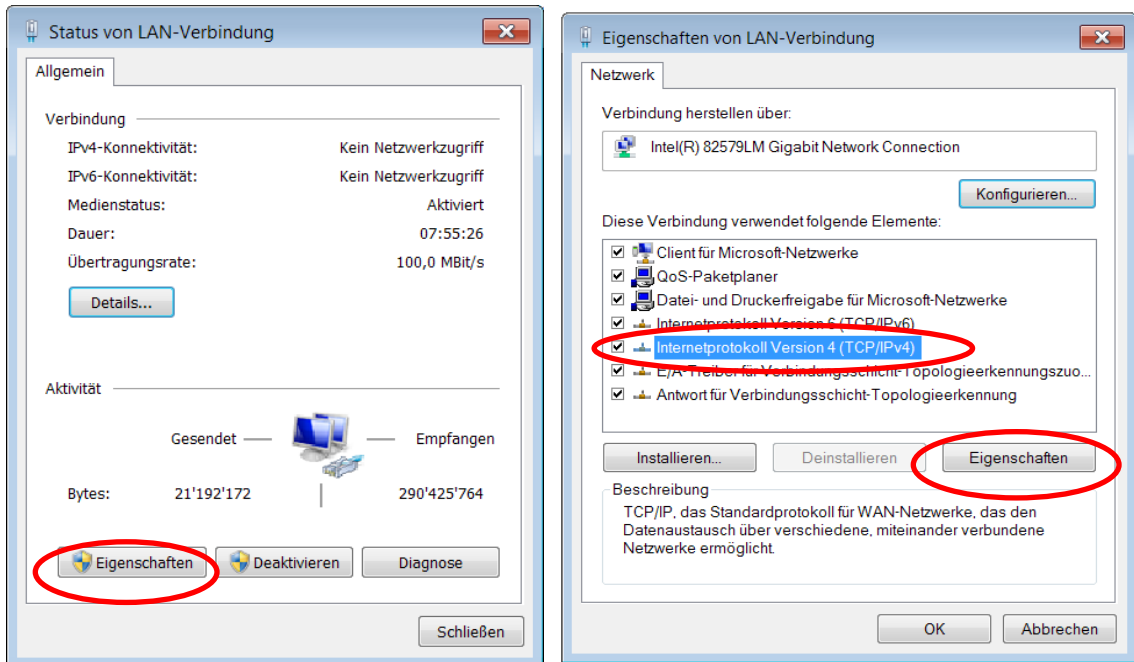 Status von LAN-Verbindung
Allgemein
Verbindung
IPv4-Konnektivität: Kein Netzwerkzugriff
IPv6-Konnektivität: Kein Netzwerkzugriff
Medienstatus: Aktiviert
Dauer: 07:55:26
Übertragungsrate: 100,0 MBit/s
Details...
Aktivität
Gesendet
Empfangen
Bytes: 21'192'172 290'425'764
Eigenschaften Deaktivieren Diagnose
Schließen
Eigenschaften von LAN-Verbindung
Netzwerk
Verbindung herstellen über:
Intel(R) 82579LM Gigabit Network Connection
Konfigurieren...
Diese Verbindung verwendet folgende Elemente:
Client für Microsoft-Netzwerke
QoS-Paketplaner
Datei- und Druckerfreigabe für Microsoft-Netzwerke
Internetprotokoll Version 6 (TCP/IPv6)
Internetprotokoll Version 4 (TCP/IPv4)
E/A-Treiber für Verbindungsschicht-Topologieerkennungszuo...
Antwort für Verbindungsschicht-Topologieerkennung
Installieren... Deinstallieren Eigenschaften
Beschreibung
TCP/IP, das Standardprotokoll für WAN-Netzwerke, das den
Datenaustausch über verschiedene, miteinander verbundene
Netzwerke ermöglicht.
OK Abbrechen